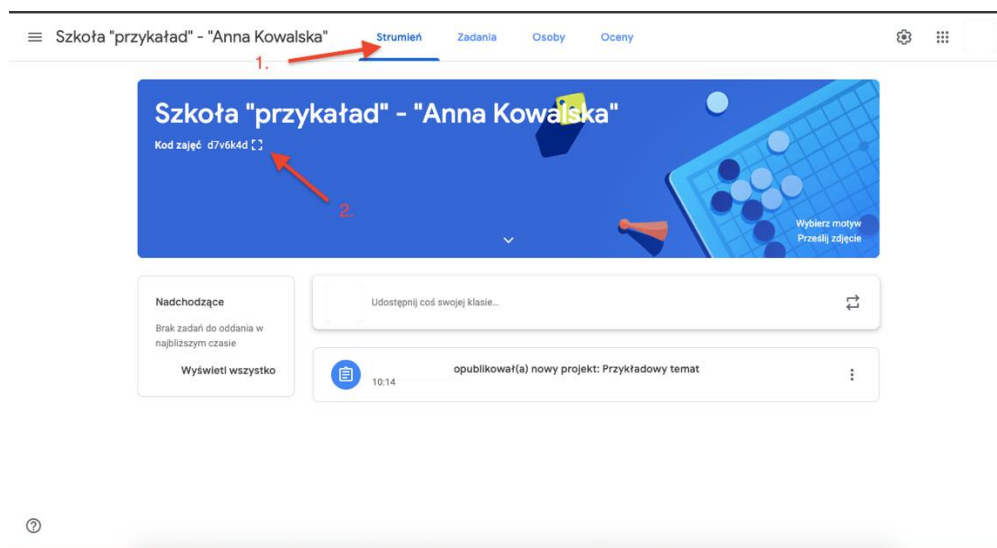 Szkoła "przykaład" - "Anna Kowalska" Strumień Zadania Osoby Oceny
1.
Szkoła "przykaład" - "Anna Kowalska"
Kod zajęć d7v6k4d
2.
Wybierz motyw
Prześlij zdjęcie
Nadchodzące
Brak zadań do oddania w
najbliższym czasie
Wyświetl wszystko
Udostępnij coś swojej klasie...
opublikował(a) nowy projekt: Przykładowy temat
10:14